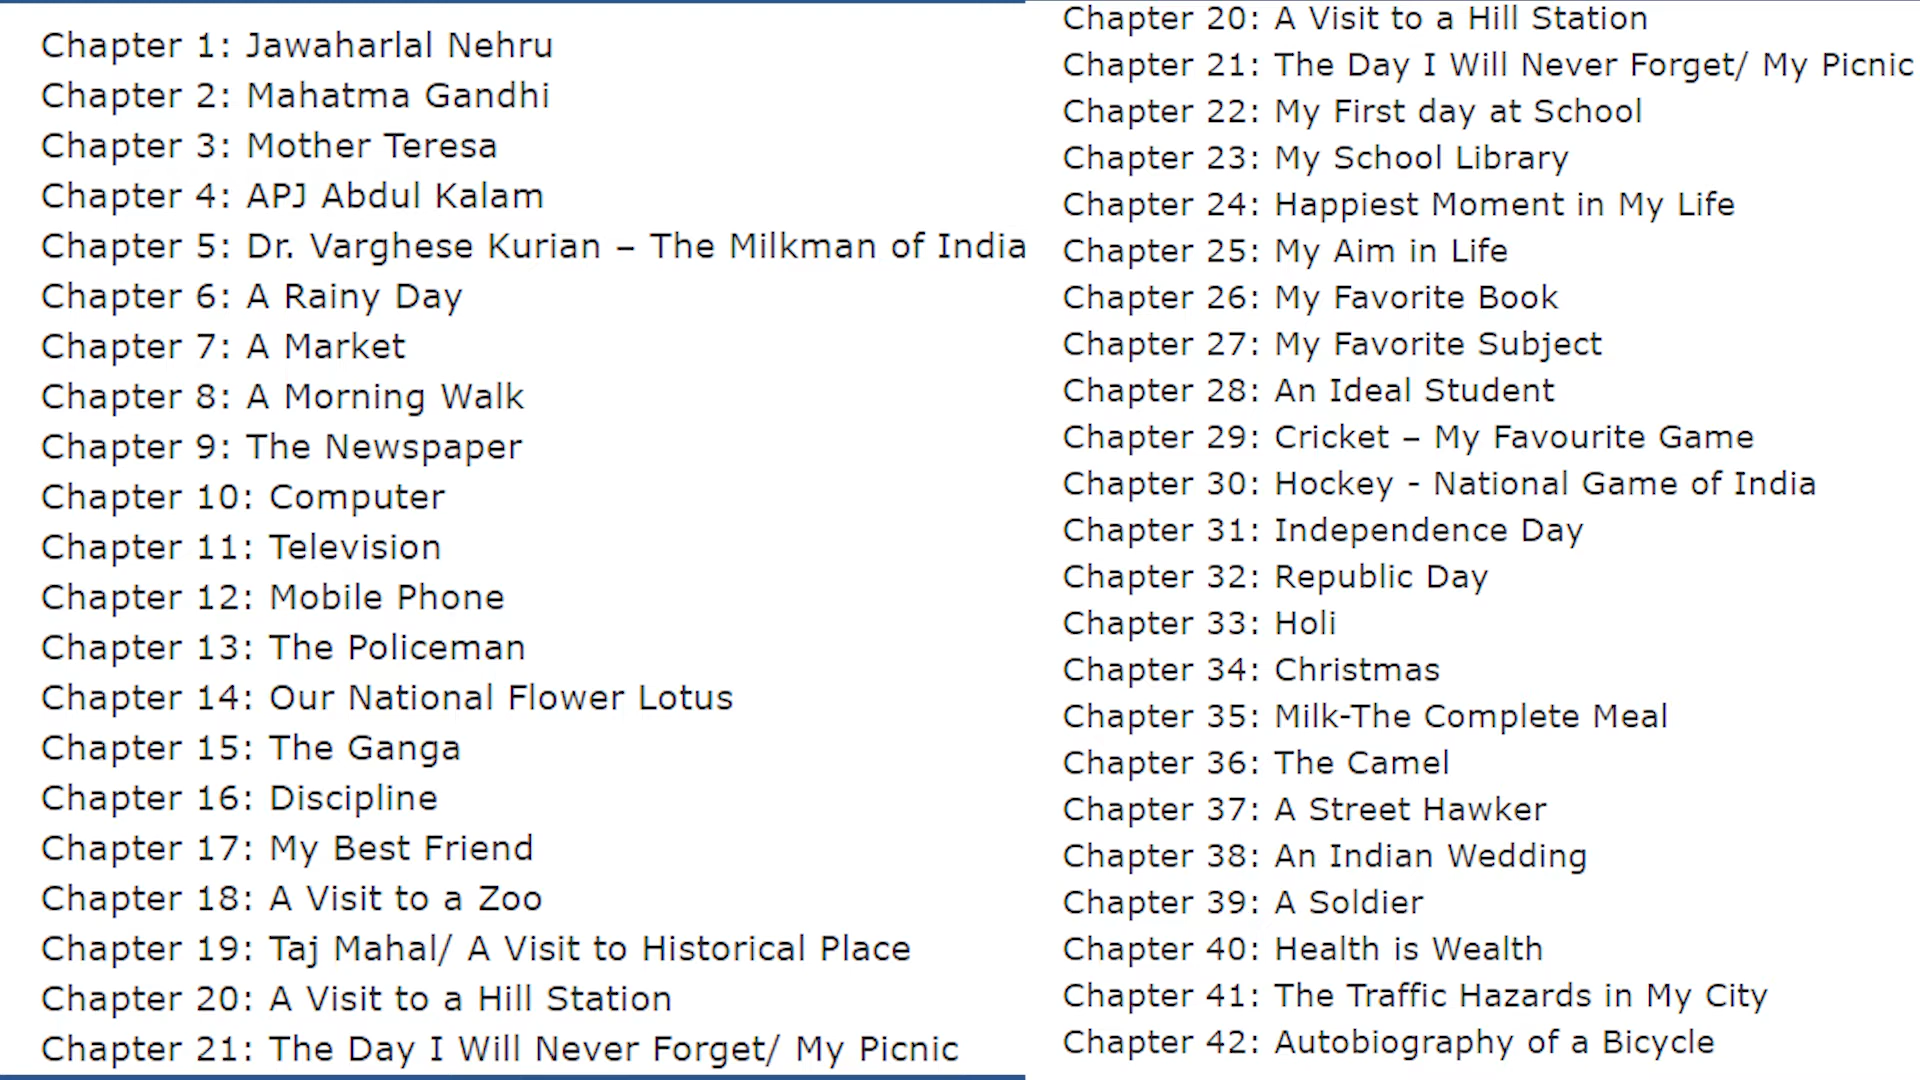 Chapter 1: Jawaharlal Nehru
Chapter 2: Mahatma Gandhi
Chapter 3: Mother Teresa
Chapter 4: APJ Abdul Kalam
Chapter 5: Dr. Varghese Kurian – The Milkman of India
Chapter 6: A Rainy Day
Chapter 7: A Market
Chapter 8: A Morning Walk
Chapter 9: The Newspaper
Chapter 10: Computer
Chapter 11: Television
Chapter 12: Mobile Phone
Chapter 13: The Policeman
Chapter 14: Our National Flower Lotus
Chapter 15: The Ganga
Chapter 16: Discipline
Chapter 17: My Best Friend
Chapter 18: A Visit to a Zoo
Chapter 19: Taj Mahal/ A Visit to Historical Place
Chapter 20: A Visit to a Hill Station
Chapter 21: The Day I Will Never Forget/ My Picnic
Chapter 20: A Visit to a Hill Station
Chapter 21: The Day I Will Never Forget/ My Picnic
Chapter 22: My First day at School
Chapter 23: My School Library
Chapter 24: Happiest Moment in My Life
Chapter 25: My Aim in Life
Chapter 26: My Favorite Book
Chapter 27: My Favorite Subject
Chapter 28: An Ideal Student
Chapter 29: Cricket – My Favourite Game
Chapter 30: Hockey - National Game of India
Chapter 31: Independence Day
Chapter 32: Republic Day
Chapter 33: Holi
Chapter 34: Christmas
Chapter 35: Milk-The Complete Meal
Chapter 36: The Camel
Chapter 37: A Street Hawker
Chapter 38: An Indian Wedding
Chapter 39: A Soldier
Chapter 40: Health is Wealth
Chapter 41: The Traffic Hazards in My City
Chapter 42: Autobiography of a Bicycle